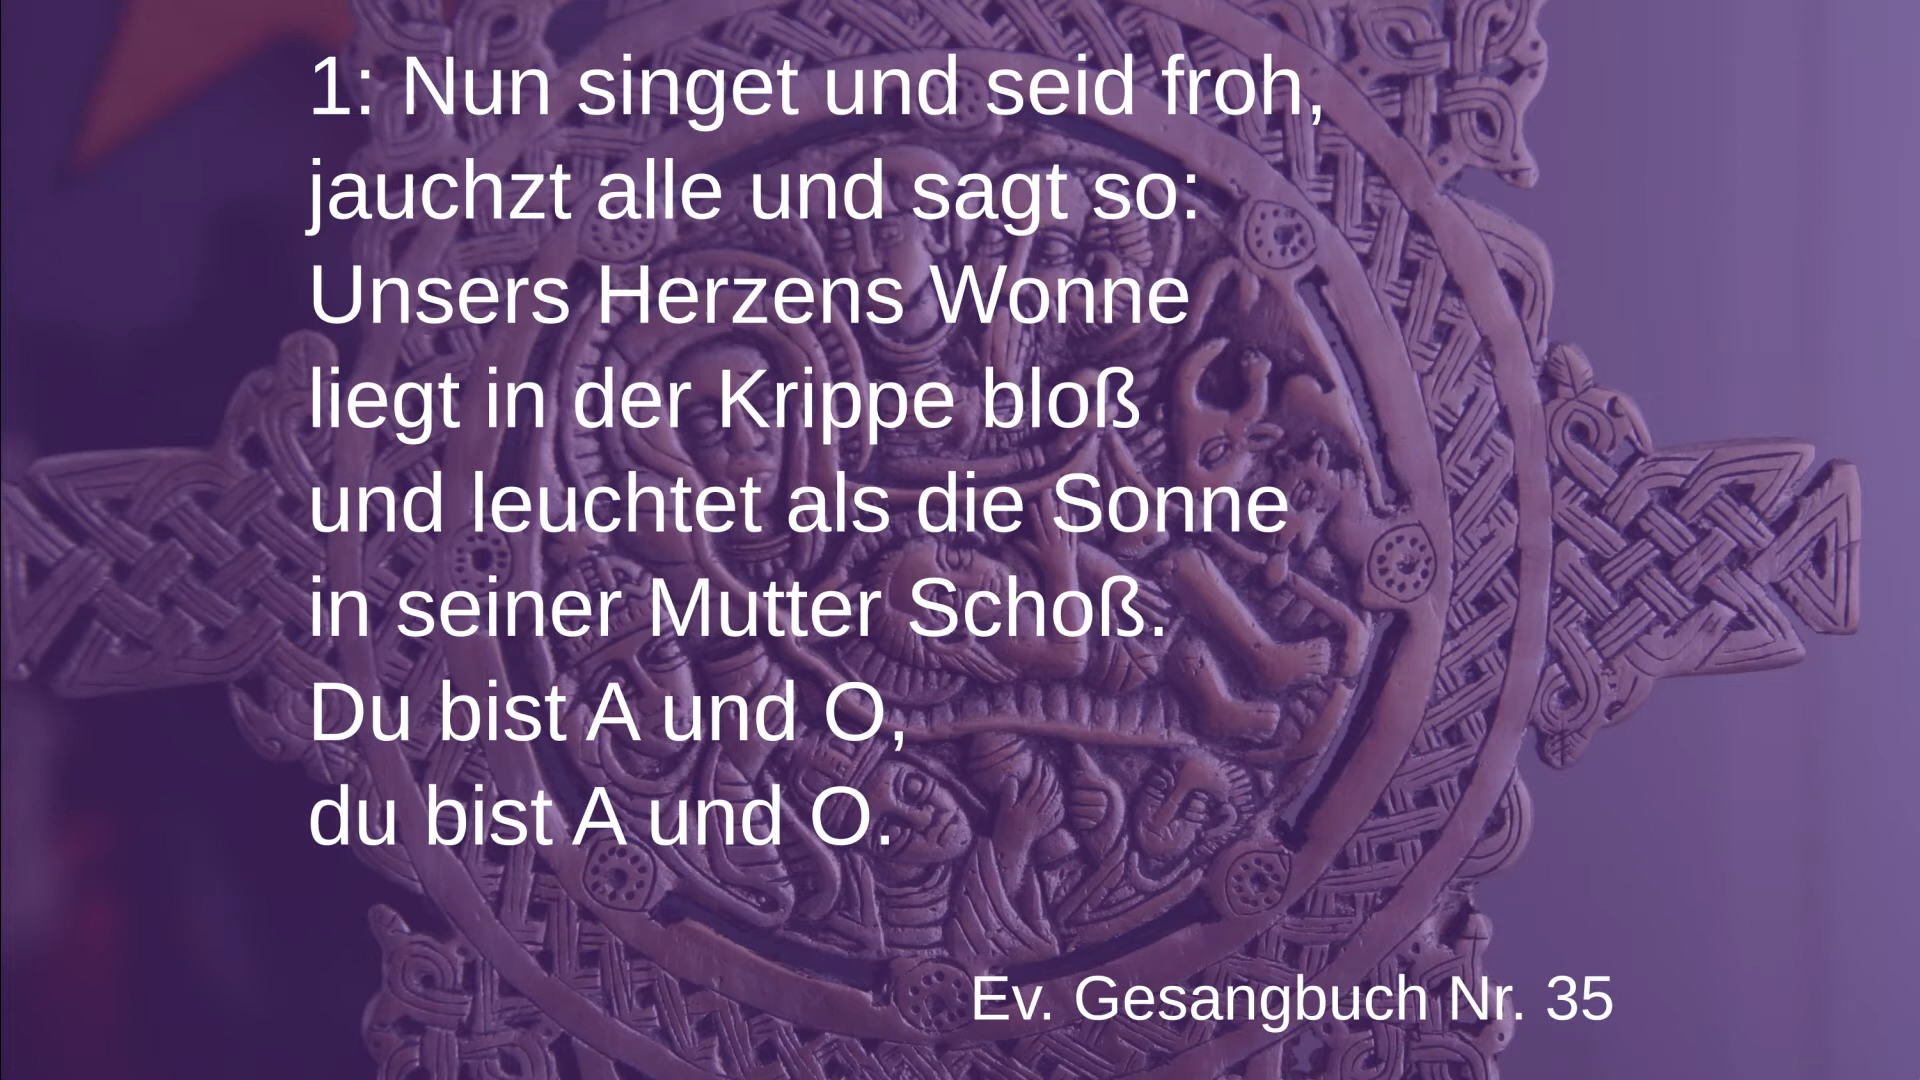 1: Nun singet und seid froh,
jauchzt alle und sagt so:
Unsers Herzens Wonne
liegt in der Krippe bloß
und leuchtet als die Sonne
in seiner Mutter Schoß.
Du bist A und O,
du bist A und O.
Ev. Gesangbuch Nr. 35